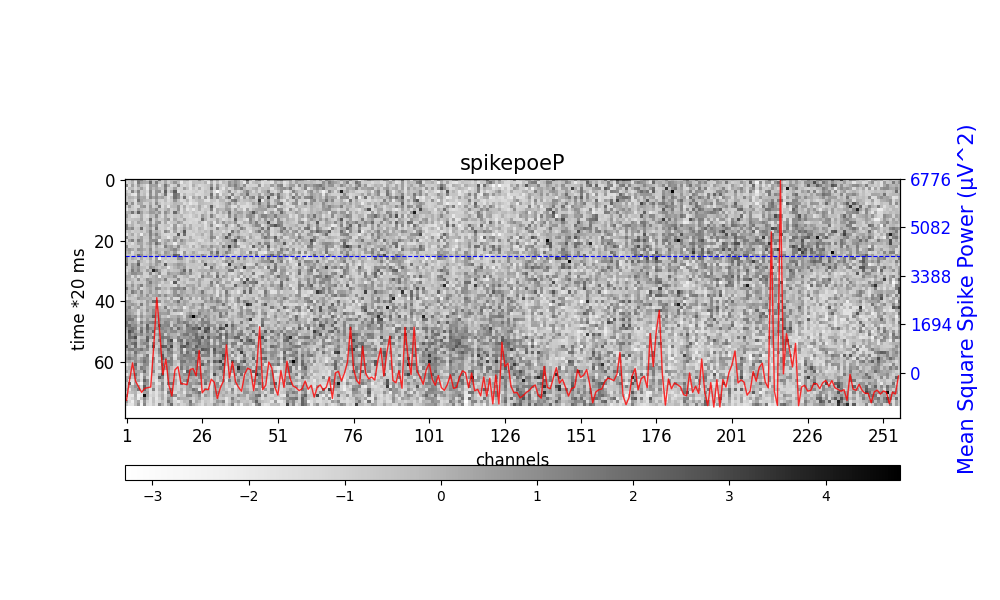 spikepoeP
0
20
40
60
time *20 ms
6776
5082
3388
1694
0
Mean Square Spike Power (µV^2)
1 26 51 76 101 126 151 176 201 226 251
channels
−3 −2 −1 0 1 2 3 4